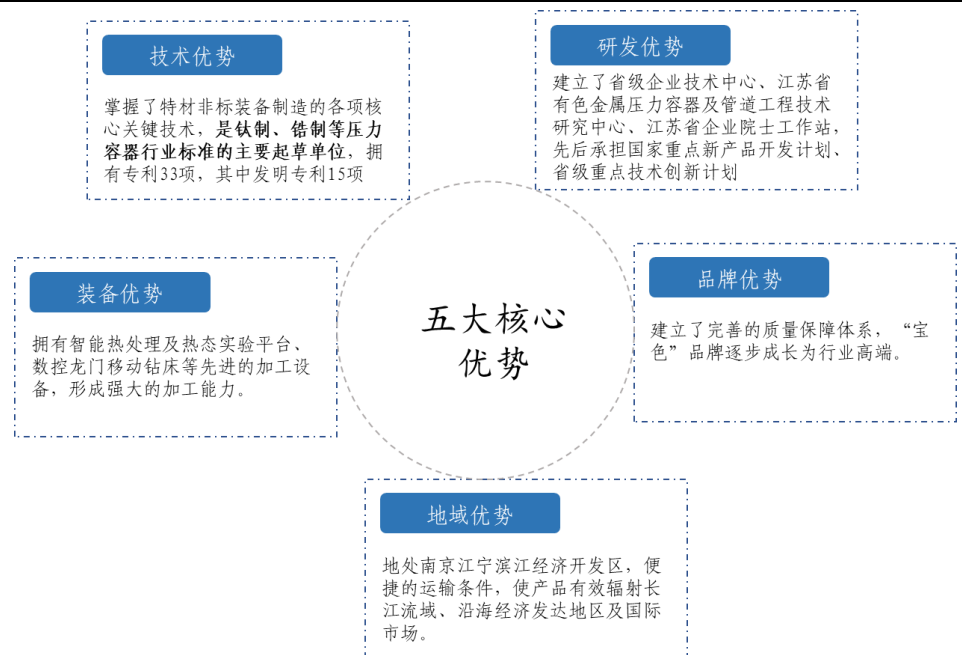 技术优势
掌握了特材非标装备制造的各项核
心关键技术，是钛制、锆制等压力
容器行业标准的主要起草单位，拥
有专利33项，其中发明专利15项
研发优势
建立了省级企业技术中心、江苏省
有色金属压力容器及管道工程技术
研究中心、江苏省企业院士工作站，
先后承担国家重点新产品开发计划、
省级重点技术创新计划
装备优势
拥有智能热处理及热态实验平台、
数控龙门移动钻床等先进的加工设
备，形成强大的加工能力。
五大核心
优势
品牌优势
建立了完善的质量保障体系，“宝
色”品牌逐步成长为行业高端。
地域优势
地处南京江宁滨江经济开发区，便
捷的运输条件，使产品有效辐射长
江流域、沿海经济发达地区及国际
市场。